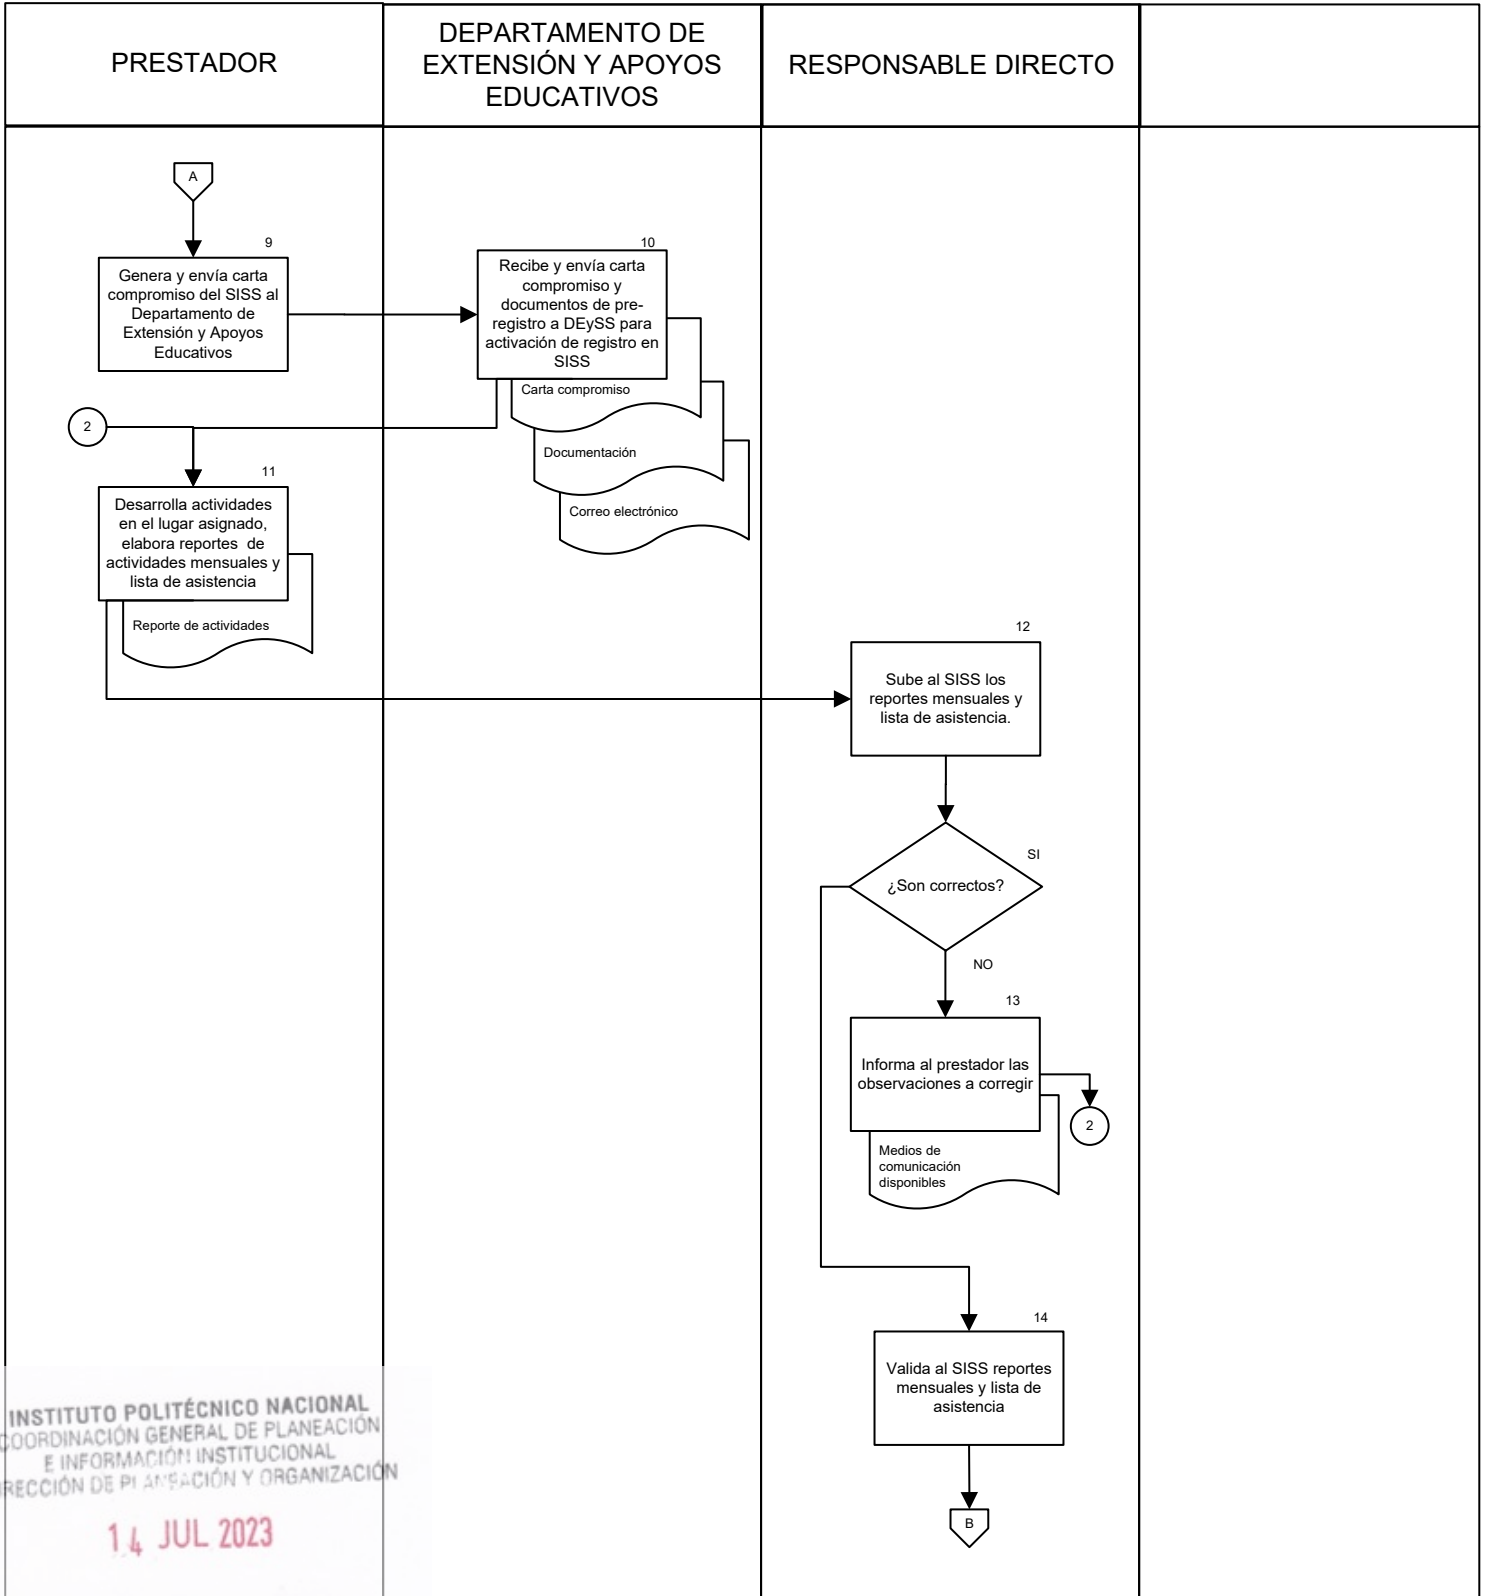 PRESTADOR
DEPARTAMENTO DE
EXTENSIÓN Y APOYOS
EDUCATIVOS
RESPONSABLE DIRECTO
A
9
Genera y envía carta
compromiso del SISS al
Departamento de
Extensión y Apoyos
Educativos
10
Recibe y envía carta
compromiso y
documentos de pre-
registro a DEySS para
activación de registro en
SISS
Carta compromiso
Documentación
Correo electrónico
2
11
Desarrolla actividades
en el lugar asignado,
elabora reportes de
actividades mensuales y
lista de asistencia
Reporte de actividades
12
Sube al SISS los
reportes mensuales y
lista de asistencia.
¿Son correctos?
SI
NO
13
Informa al prestador las
observaciones a corregir
2
Medios de
comunicación
disponibles
14
Valida al SISS reportes
mensuales y lista de
asistencia
B
INSTITUTO POLITÉCNICO NACIONAL
COORDINACIÓN GENERAL DE PLANEACIÓN
E INFORMACIÓN INSTITUCIONAL
RECCIÓN DE PLANEACIÓN Y ORGANIZACIÓN
14 JUL 2023